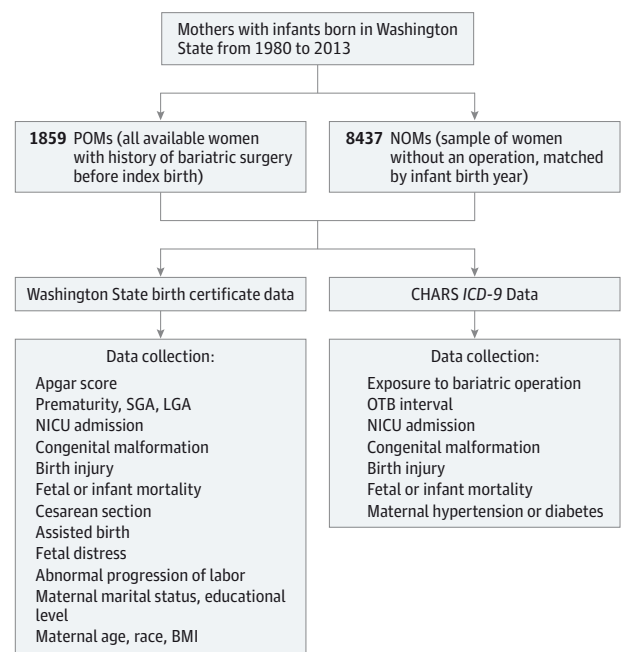 Mothers with infants born in Washington
State from 1980 to 2013
1859 POMs (all available women
with history of bariatric surgery
before index birth)
8437 NOMs (sample of women
without an operation, matched
by infant birth year)
Washington State birth certificate data
CHARS ICD-9 Data
Data collection:
Apgar score
Prematurity, SGA, LGA
NICU admission
Congenital malformation
Birth injury
Fetal or infant mortality
Cesarean section
Assisted birth
Fetal distress
Abnormal progression of labor
Maternal marital status, educational
level
Maternal age, race, BMI
Data collection:
Exposure to bariatric operation
OTB interval
NICU admission
Congenital malformation
Birth injury
Fetal or infant mortality
Maternal hypertension or diabetes